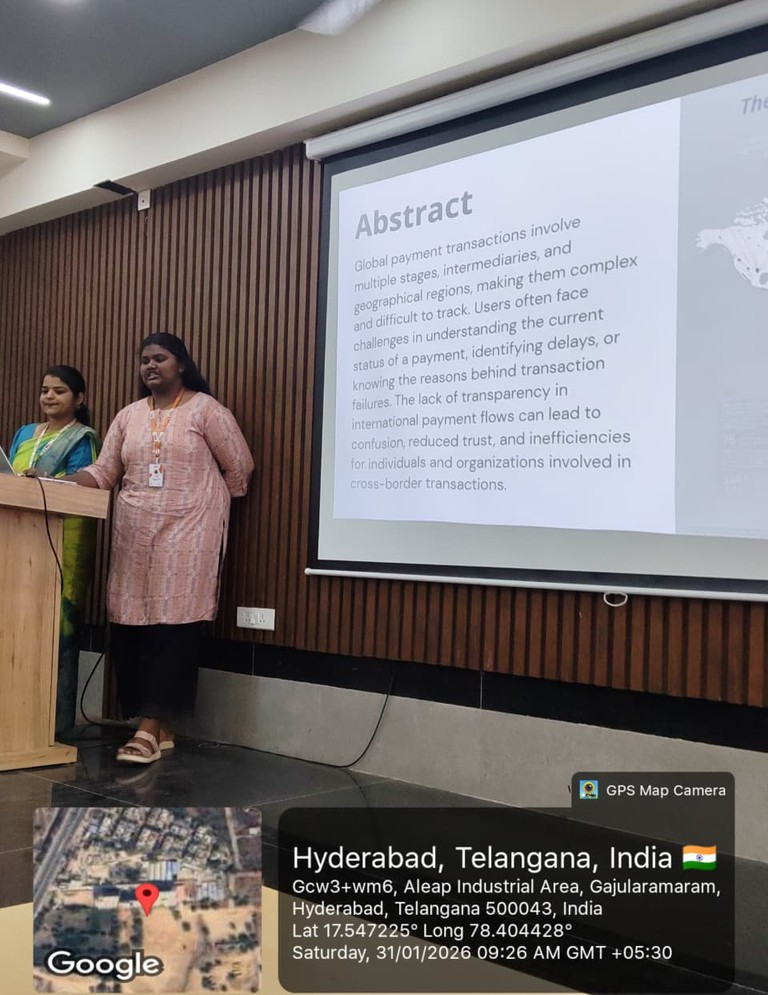 The
Abstract
Global payment transactions involve
multiple stages, intermediaries, and
geographical regions, making them complex
and difficult to track. Users often face
challenges in understanding the current
status of a payment, identifying delays, or
knowing the reasons behind transaction
failures. The lack of transparency in
international payment flows can lead to
confusion, reduced trust, and inefficiencies
for individuals and organizations involved in
cross-border transactions.
GPS Map Camera
Hyderabad, Telangana, India
Gcw3+wm6, Aleap Industrial Area, Gajularamaram,
Hyderabad, Telangana 500043, India
Lat 17.547225° Long 78.404428°
Saturday, 31/01/2026 09:26 AM GMT +05:30
Google